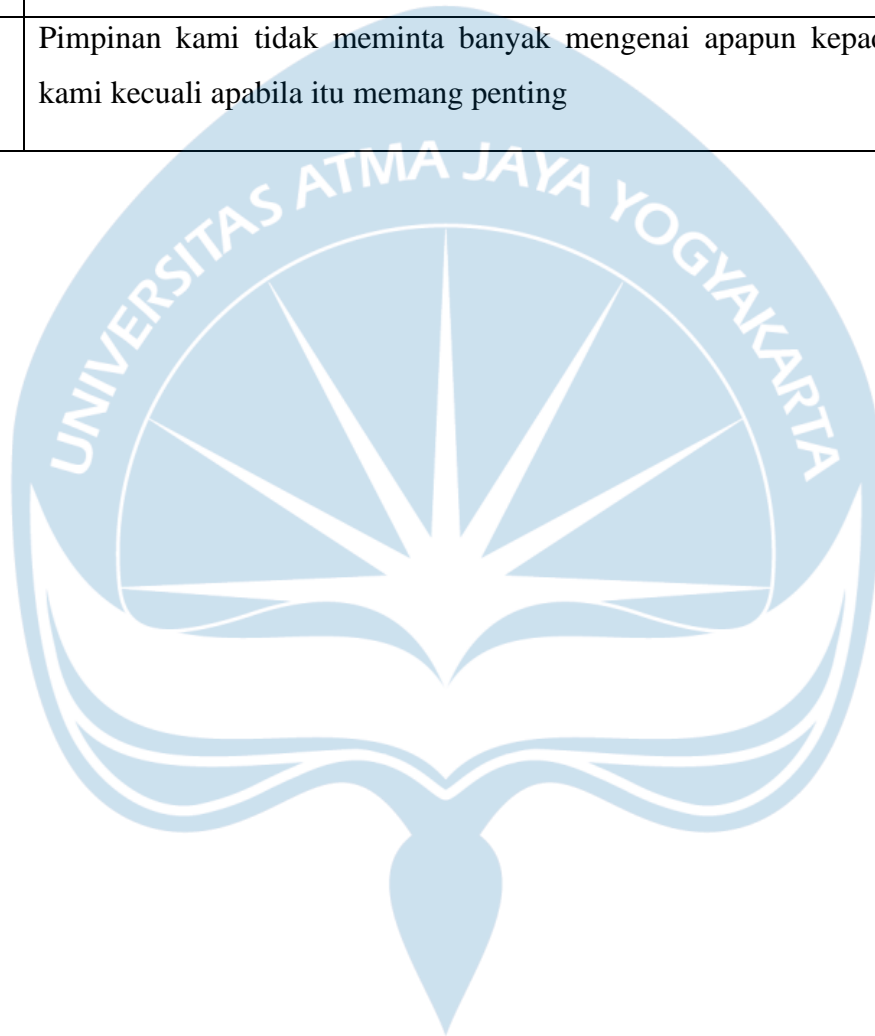 Pimpinan kami tidak meminta banyak mengenai apapun
kami kecuali apabila itu memang penting
UNIVERSITAS ATMA JAYA YOGYAKARTA